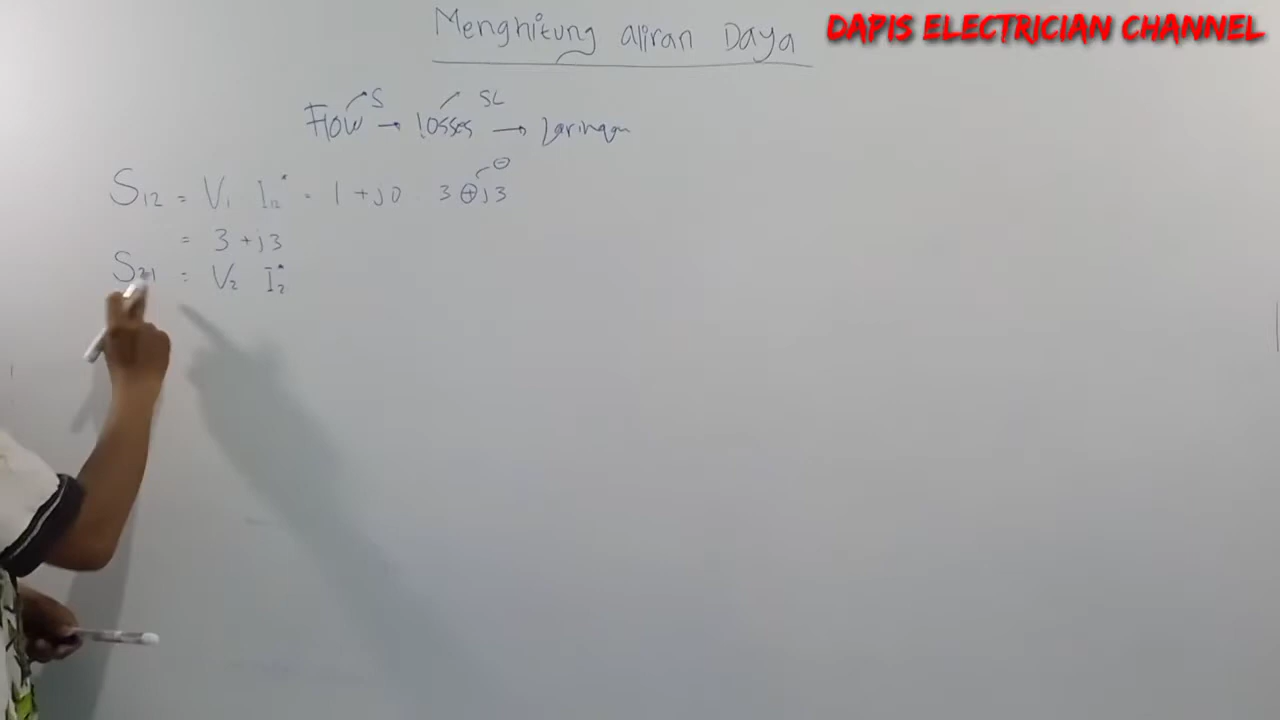 Menghitung aliran Daya
DAPIS ELECTRICIAN CHANNEL
S SL
Flow → Losses → Jaringan
S12 = V1 I12* = 1 + j0 3 + j3
-
= 3 + j3
S21 = V2 I2*